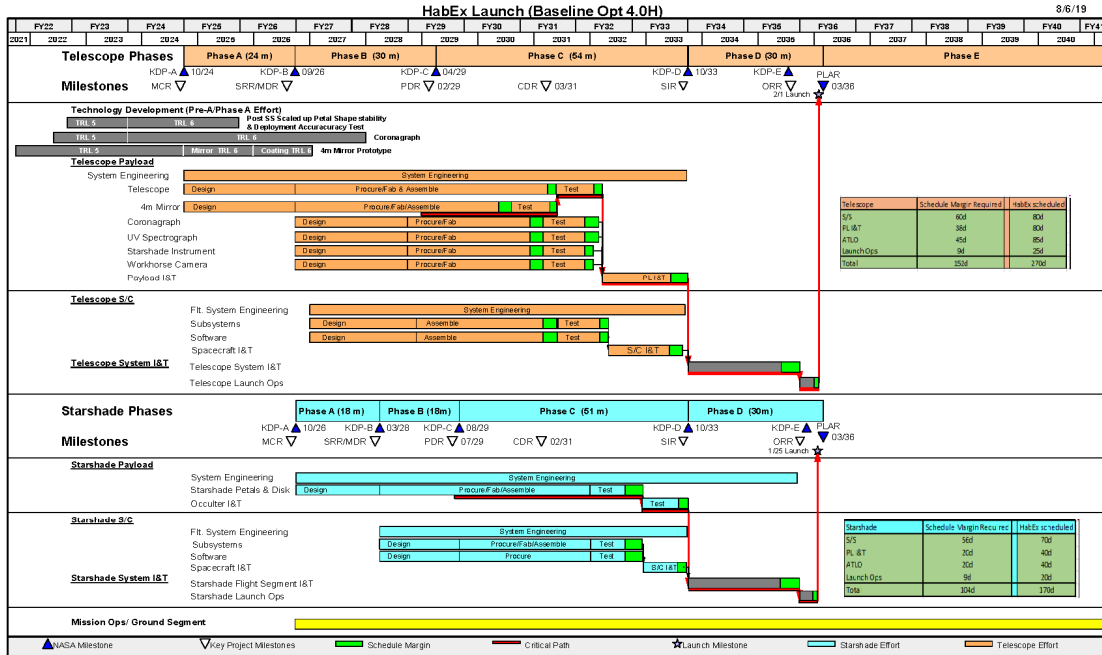 HabEx Launch (Baseline Opt 4.0H) 8/6/19
FY22 FY23 FY24 FY25 FY26 FY27 FY28 FY29 FY30 FY31 FY32 FY33 FY34 FY35 FY36 FY37 FY38 FY39 FY40 FY41
2021 2022 2023 2024 2025 2026 2027 2028 2029 2030 2031 2032 2033 2034 2035 2036 2037 2038 2039 2040
Telescope Phases Phase A (24 m) Phase B (30 m) Phase C (54 m) Phase D (30 m) Phase E
KDP-A 10/24 KDP-B 09/26 KDP-C 04/29 KDP-D 10/33 KDP-E PLAR
Milestones MCR SRR/MDR PDR 02/29 CDR 03/31 SIR ORR 03/36
2/1 Launch
Technology Development (Pre-A/Phase A Effort)
TRL 5 TRL 6 Post SS Scaled up Petal Shape stability
& Deployment Accuracuracy Test
TRL 5 TRL 6 Coronagraph
TRL 5 Mirror TRL 6 Coating TRL 6 4m Mirror Prototype
Telescope Payload
System Engineering System Engineering
Telescope Design Procure/Fab & Assemble Test
4m Mirror Design Procure/Fab/Assemble Test
Coronagraph Design Procure/Fab Test
UV Spectrograph Design Procure/Fab Test
Starshade Instrument Design Procure/Fab Test
Workhorse Camera Design Procure/Fab Test
Payload I&T PL I&T
Telescope Schedule Margin Required HabEx scheduled
S/S 60d 80d
PL I&T 38d 80d
ATLO 45d 85d
Launch Ops 9d 25d
Total 152d 270d
Telescope S/C
Flt. System Engineering System Engineering
Subsystems Design Assemble Test
Software Design Assemble Test
Spacecraft I&T S/C I&T
Telescope System I&T Telescope System I&T
Telescope Launch Ops
Starshade Phases Phase A (18 m) Phase B (18m) Phase C (51 m) Phase D (30m)
KDP-A 10/26 KDP-B 03/28 KDP-C 08/29 KDP-D 10/33 KDP-E PLAR
Milestones MCR SRR/MDR PDR 07/29 CDR 02/31 SIR ORR 03/36
1/25 Launch
Starshade Payload
System Engineering System Engineering
Starshade Petals & Disk Design Procure/Fab/Assemble Test
Occulter I&T Test
Starshade S/C
Flt. System Engineering System Engineering
Subsystems Design Procure/Fab/Assemble Test
Software Design Procure Test
Spacecraft I&T S/C I&T
Starshade System I&T Starshade Flight Segment I&T
Starshade Launch Ops
Starshade Schedule Margin Required HabEx scheduled
S/S 56d 70d
PL I&T 20d 40d
ATLO 20d 40d
Launch Ops 9d 20d
Total 104d 170d
Mission Ops/ Ground Segment
NASA Milestone Key Project Milestones Schedule Margin Critical Path Launch Milestone Starshade Effort Telescope Effort